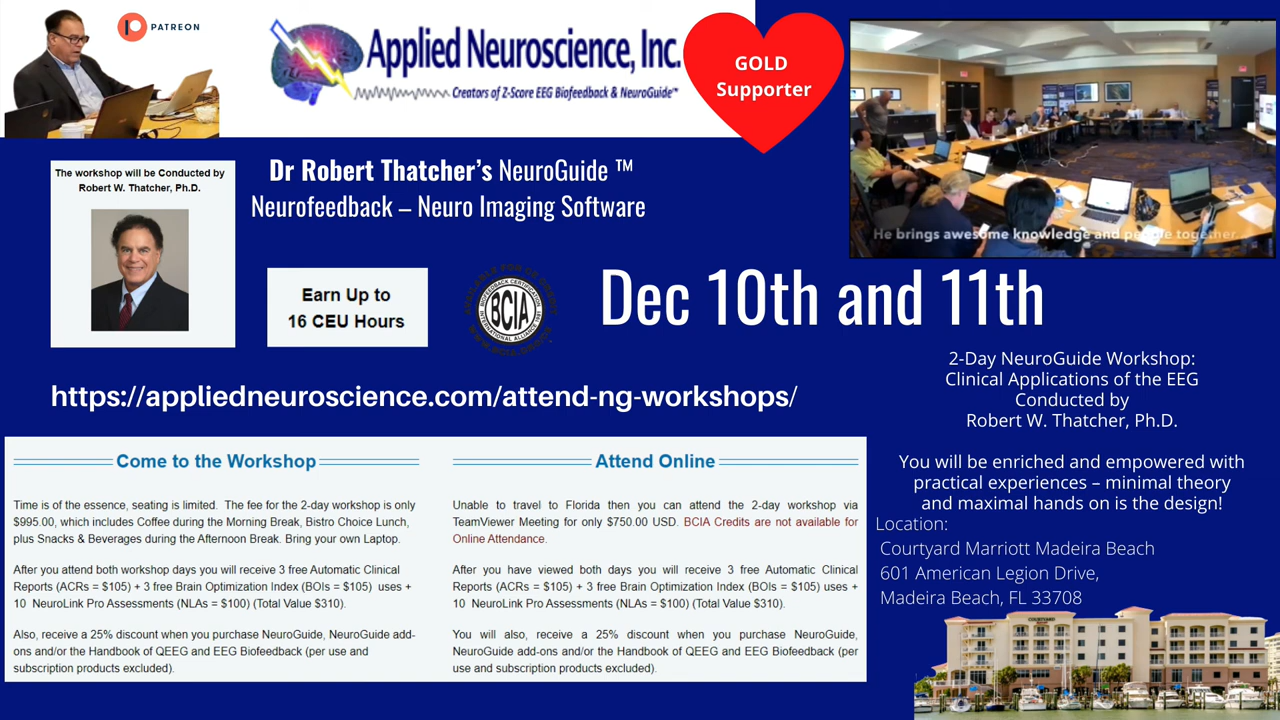 PATREON
Applied Neuroscience, Inc.
Creators of Z-Score EEG Biofeedback & NeuroGuide™
GOLD
Supporter
He brings awesome knowledge and people together.
The workshop will be Conducted by
Robert W. Thatcher, Ph.D.
Dr Robert Thatcher's NeuroGuide ™
Neurofeedback – Neuro Imaging Software
Earn Up to
16 CEU Hours
BIOFEEDBACK CERTIFICATION
BCIA
INTERNATIONAL ALLIANCE
Dec 10th and 11th
https://appliedneuroscience.com/attend-ng-workshops/
2-Day NeuroGuide Workshop:
Clinical Applications of the EEG
Conducted by
Robert W. Thatcher, Ph.D.
You will be enriched and empowered with
practical experiences – minimal theory
and maximal hands on is the design!
Location:
Courtyard Marriott Madeira Beach
601 American Legion Drive,
Madeira Beach, FL 33708
COURTYARD
Come to the Workshop
Time is of the essence, seating is limited. The fee for the 2-day workshop is only
$995.00, which includes Coffee during the Morning Break, Bistro Choice Lunch,
plus Snacks & Beverages during the Afternoon Break. Bring your own Laptop.
After you attend both workshop days you will receive 3 free Automatic Clinical
Reports (ACRs = $105) + 3 free Brain Optimization Index (BOIs = $105) uses +
10 NeuroLink Pro Assessments (NLAs = $100) (Total Value $310).
Also, receive a 25% discount when you purchase NeuroGuide, NeuroGuide add-
ons and/or the Handbook of QEEG and EEG Biofeedback (per use and
subscription products excluded).
Attend Online
Unable to travel to Florida then you can attend the 2-day workshop via
TeamViewer Meeting for only $750.00 USD. BCIA Credits are not available for
Online Attendance.
After you have viewed both days you will receive 3 free Automatic Clinical
Reports (ACRs = $105) + 3 free Brain Optimization Index (BOIs = $105) uses +
10 NeuroLink Pro Assessments (NLAs = $100) (Total Value $310).
You will also, receive a 25% discount when you purchase NeuroGuide,
NeuroGuide add-ons and/or the Handbook of QEEG and EEG Biofeedback (per
use and subscription products excluded).